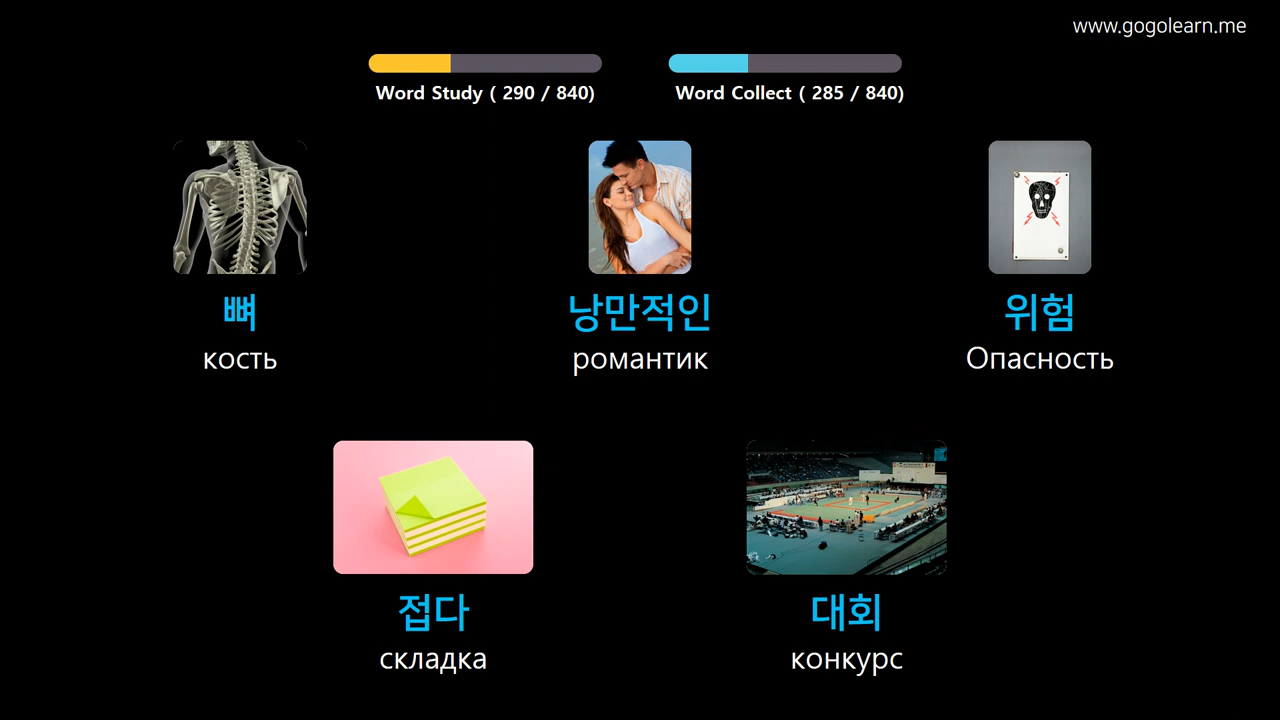 www.gogolearn.me
Word Study ( 290 / 840)
Word Collect ( 285 / 840)
뼈
кость
낭만적인
романтик
위험
Опасность
접다
складка
대회
конкурс